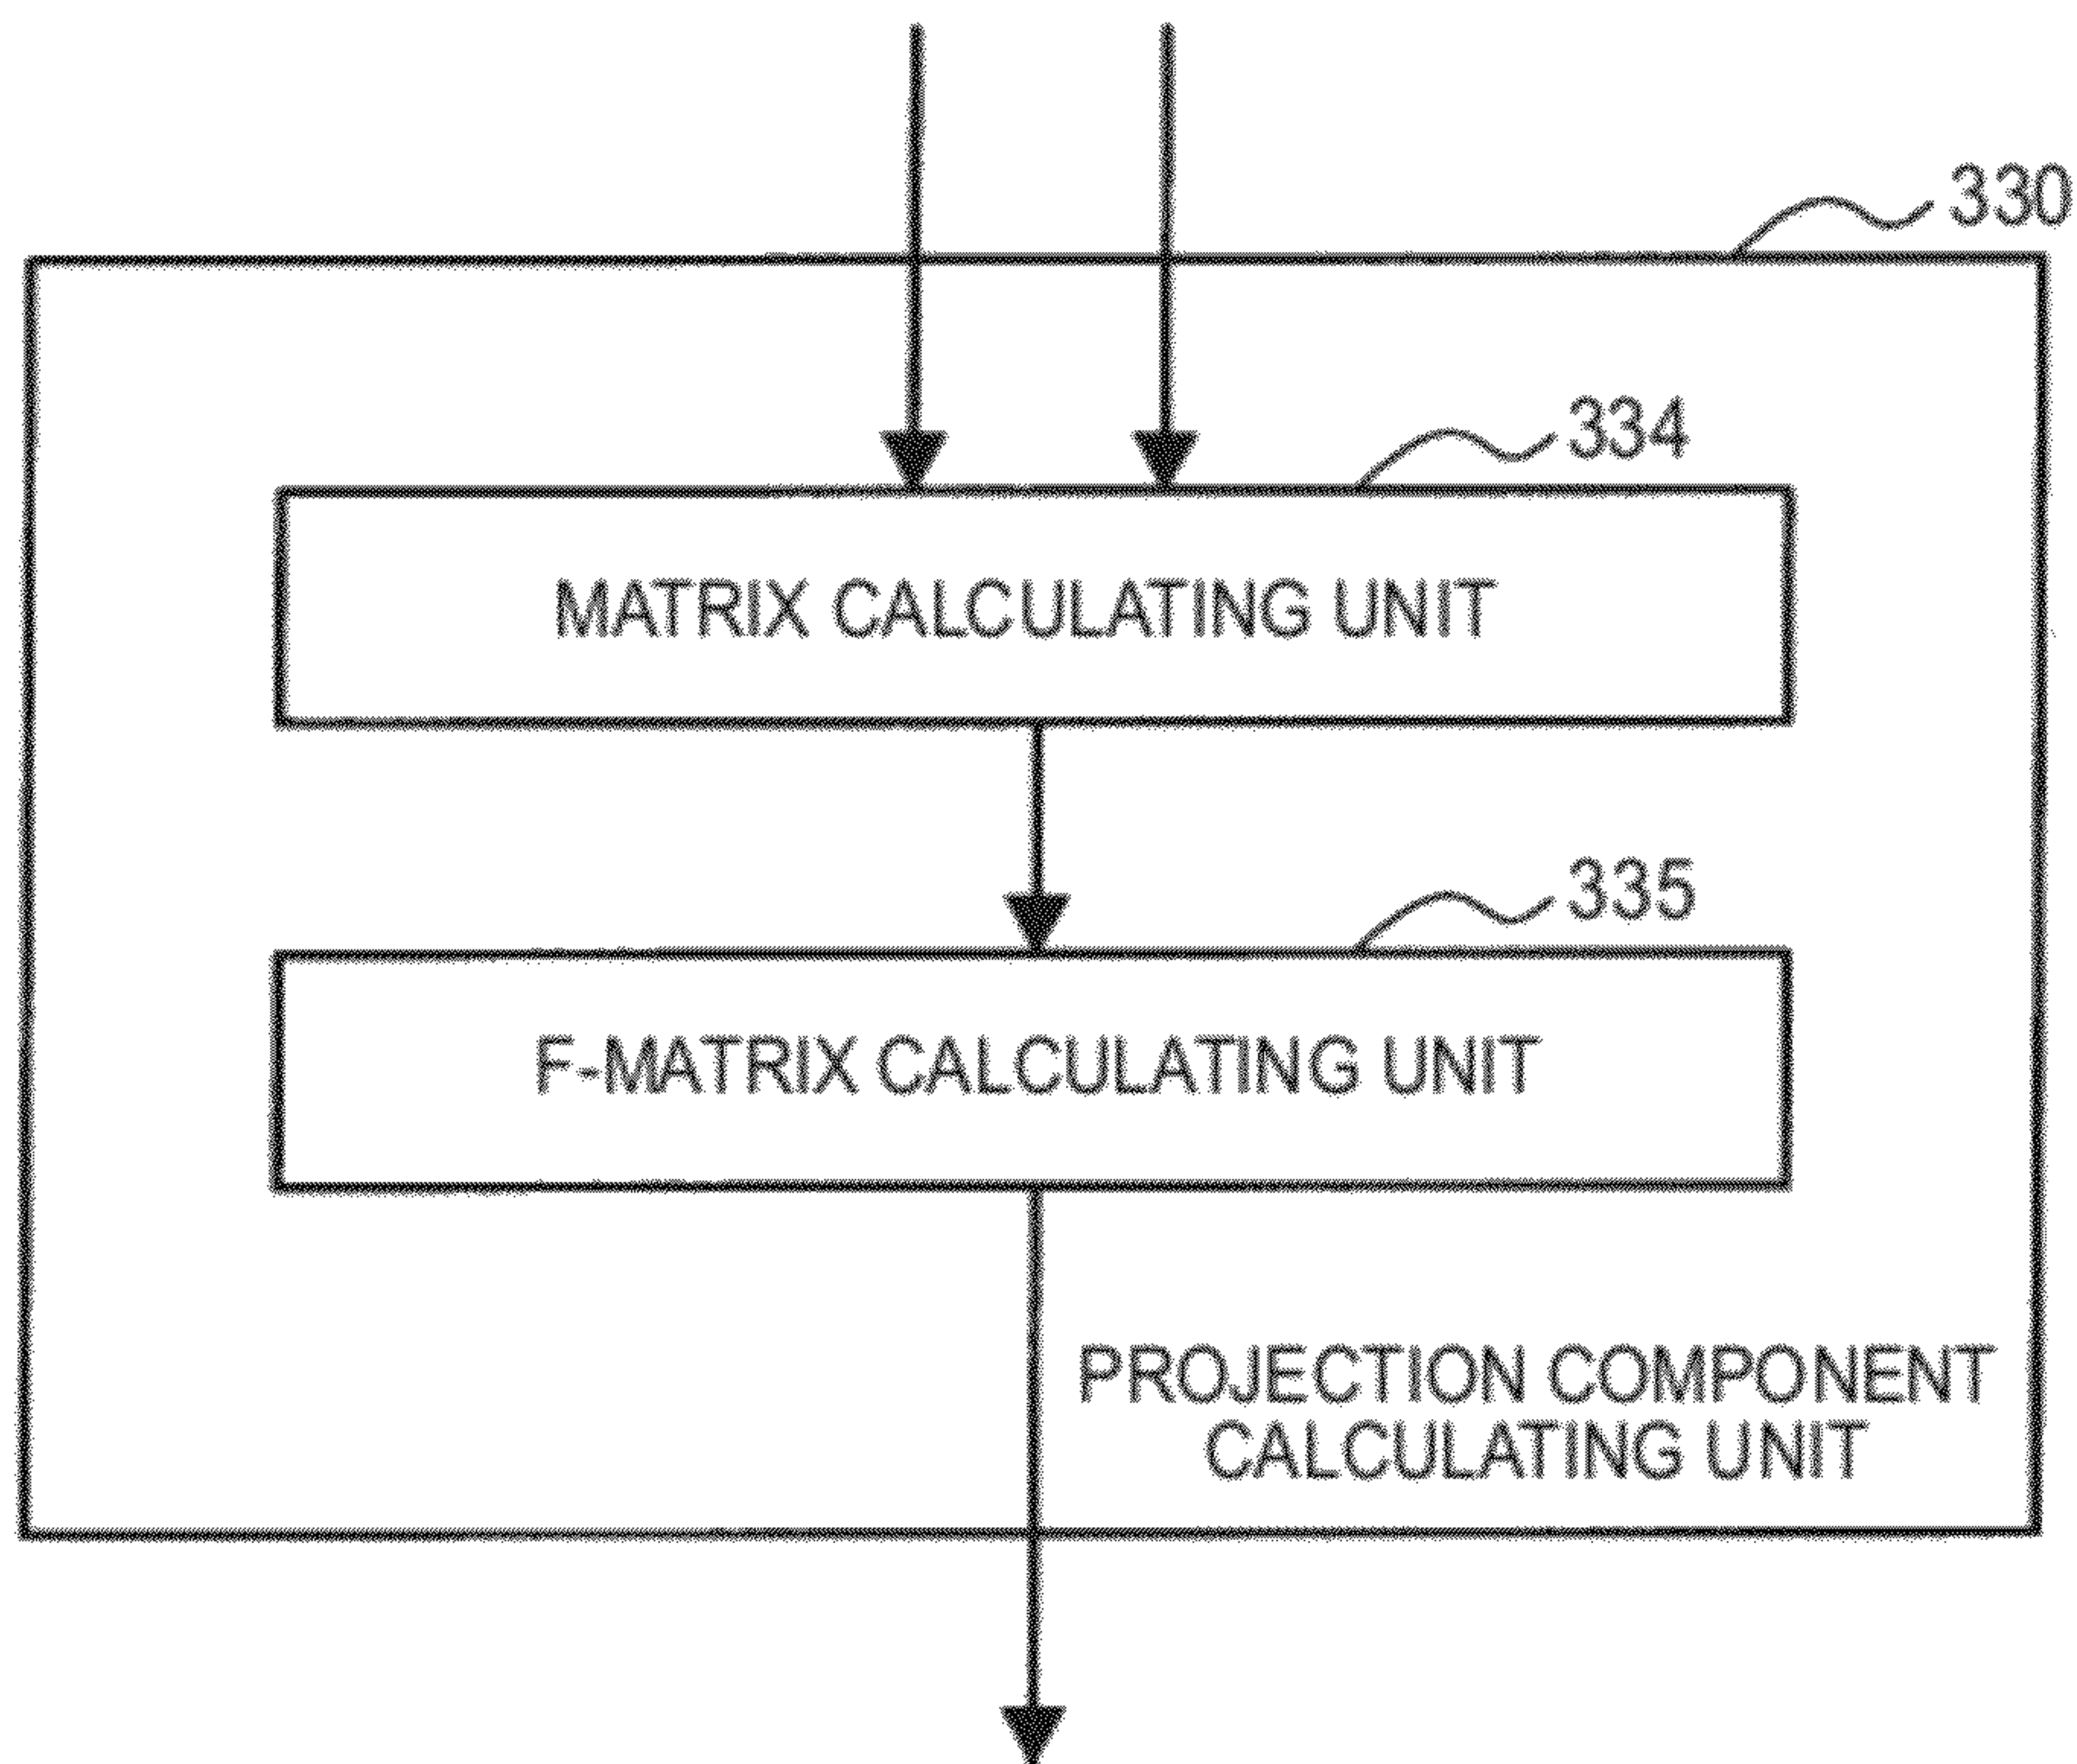 330
334
MATRIX CALCULATING UNIT
335
F-MATRIX CALCULATING UNIT
PROJECTION COMPONENT
CALCULATING UNIT